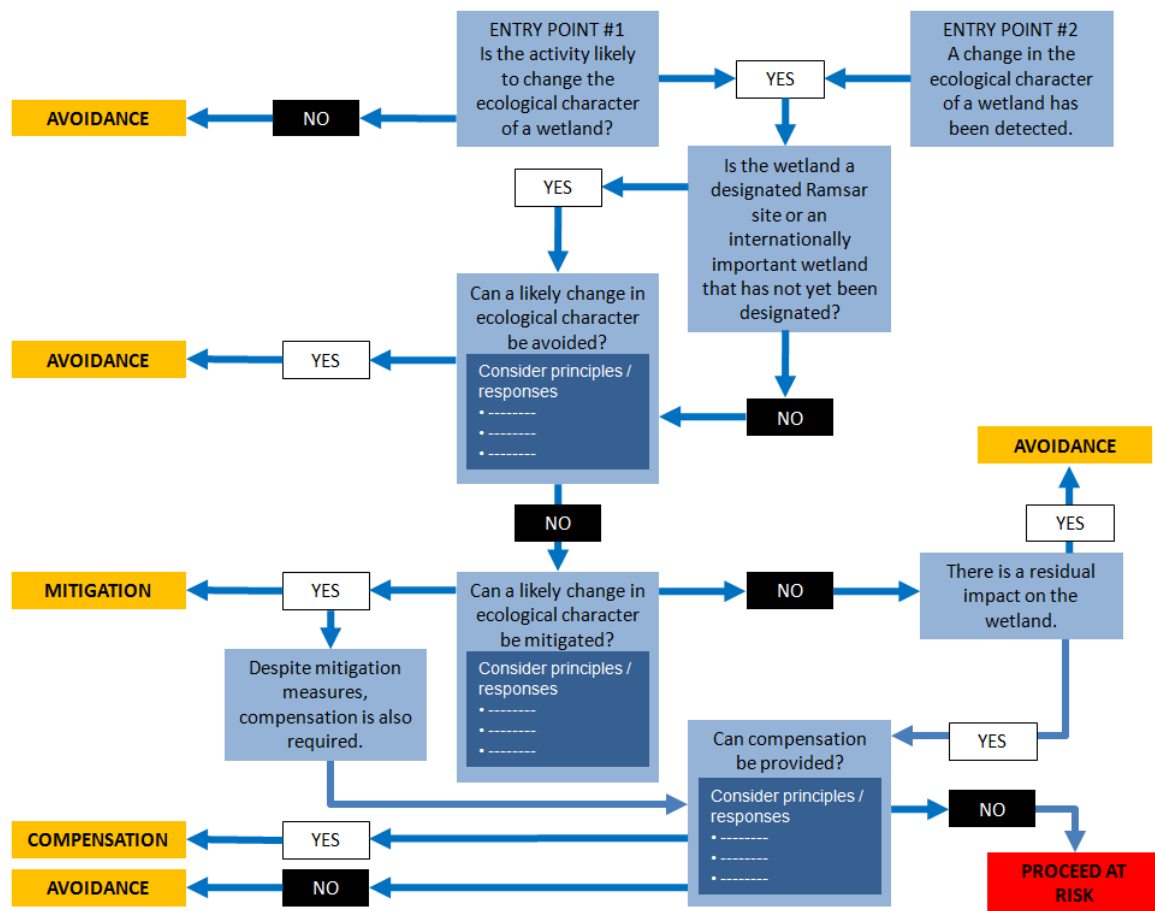 ENTRY POINT #1
Is the activity likely
to change the
ecological character
of a wetland?
YES
ENTRY POINT #2
A change in the
ecological character
of a wetland has
been detected.
AVOIDANCE
NO
YES
Is the wetland a
designated Ramsar
site or an
internationally
important wetland
that has not yet been
designated?
Can a likely change in
ecological character
be avoided?
Consider principles /
responses
• --------
• --------
• --------
AVOIDANCE
YES
NO
AVOIDANCE
YES
NO
MITIGATION
YES
Can a likely change in
ecological character
be mitigated?
Consider principles /
responses
• --------
• --------
• --------
NO
There is a residual
impact on the
wetland.
Despite mitigation
measures,
compensation is also
required.
YES
Can compensation
be provided?
Consider principles /
responses
• --------
• --------
• --------
NO
COMPENSATION
YES
AVOIDANCE
NO
PROCEED AT
RISK